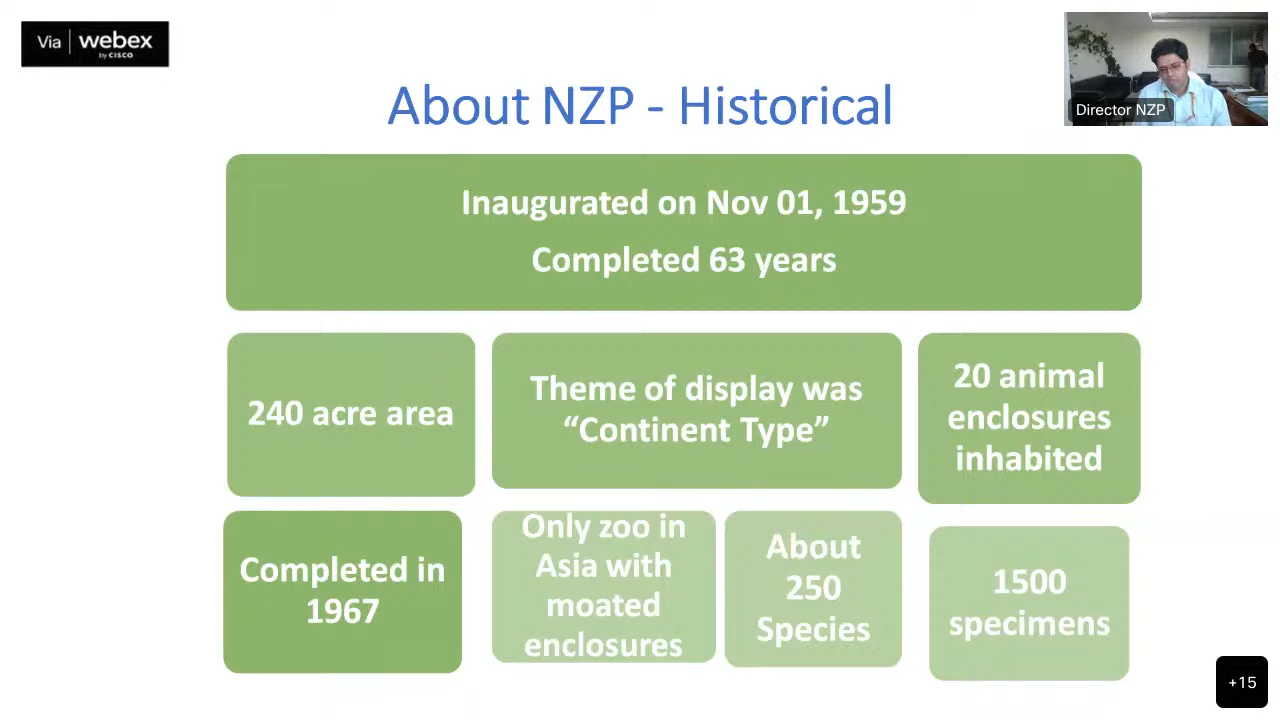 Via webex
by CISCO
Director NZP
About NZP - Historical
Inaugurated on Nov 01, 1959
Completed 63 years
240 acre area
Theme of display was
“Continent Type”
20 animal
enclosures
inhabited
Completed in
1967
Only zoo in
Asia with
moated
enclosures
About
250
Species
1500
specimens
+15